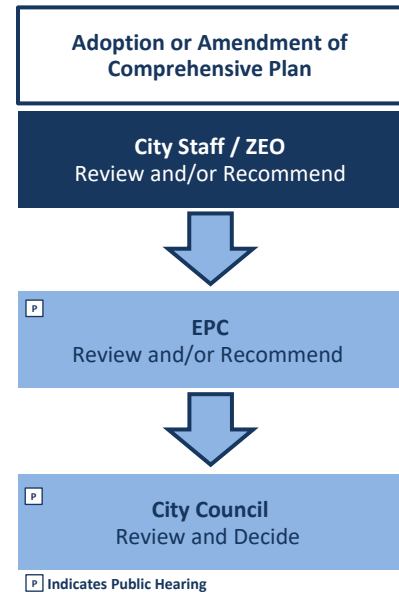 Adoption or Amendment of
Comprehensive Plan
City Staff / ZEO
Review and/or Recommend
P
EPC
Review and/or Recommend
P
City Council
Review and Decide
P Indicates Public Hearing